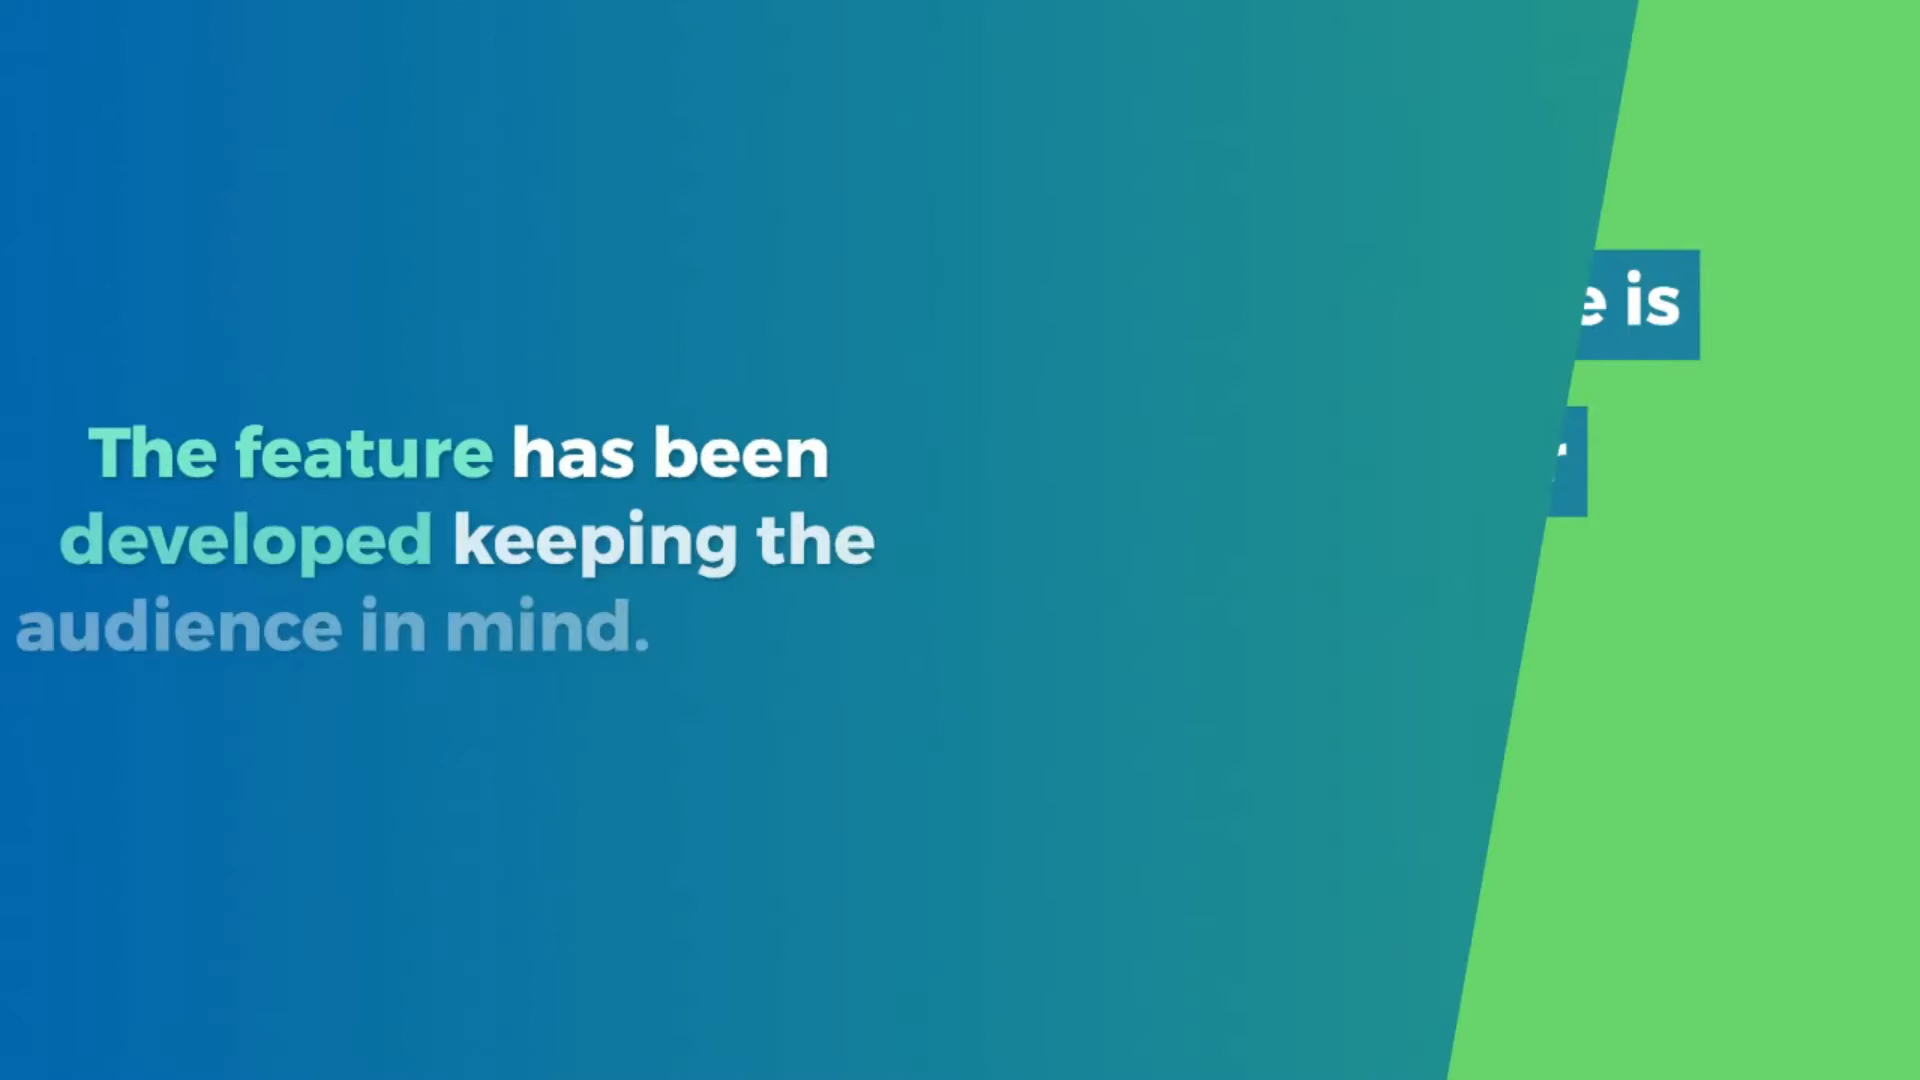 The feature has been
developed keeping the
audience in mind.
is